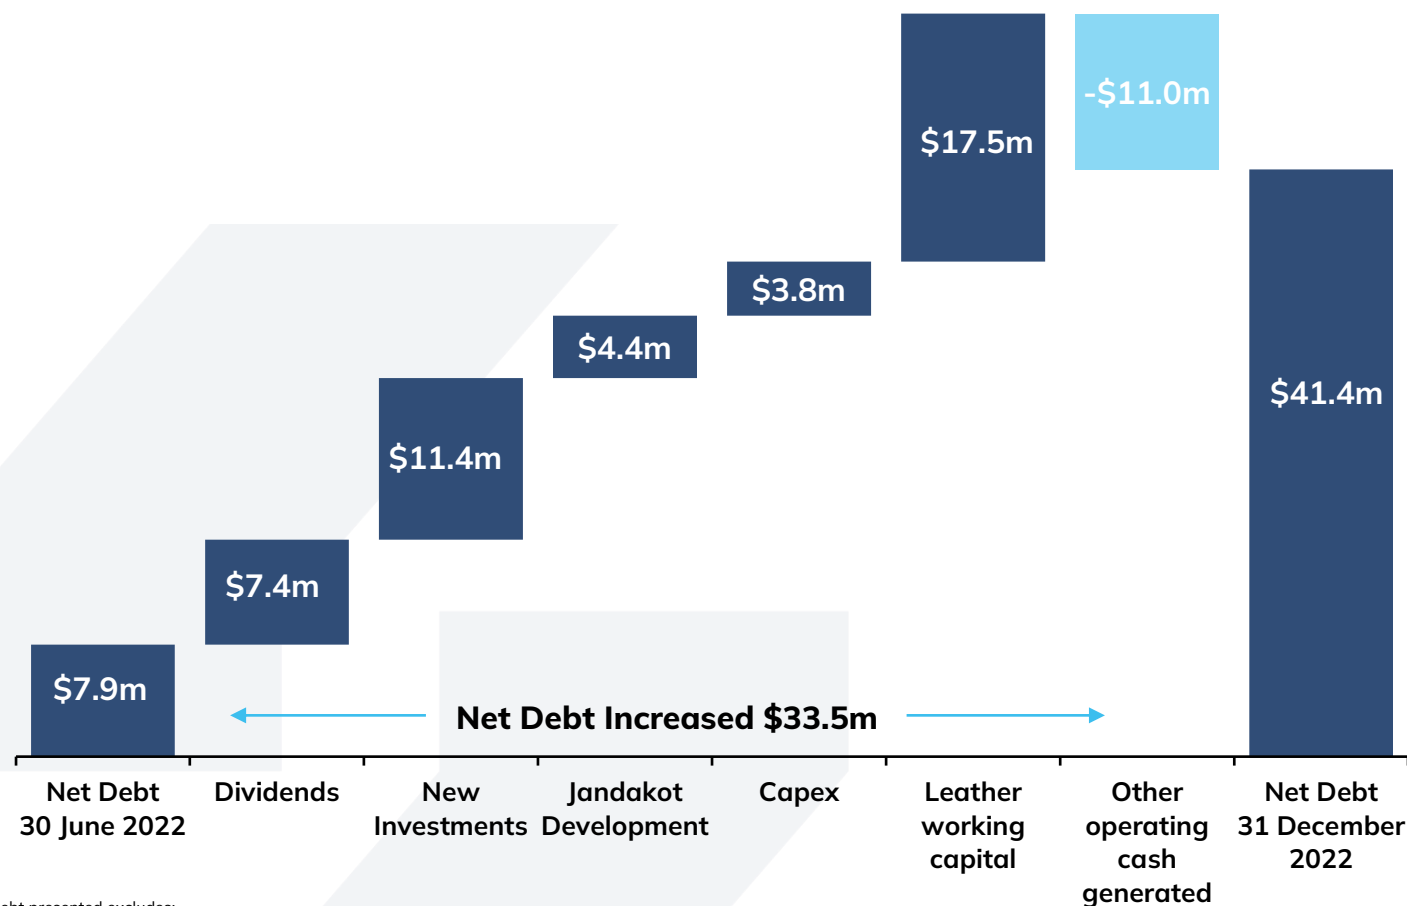 -$11.0m
$17.5m
$3.8m
$4.4m
$41.4m
$11.4m
$7.4m
$7.9m
Net Debt Increased $33.5m
Net Debt
30 June 2022
Dividends
New
Investments
Jandakot
Development
Capex
Leather
working
capital
Other
operating
cash
generated
Net Debt
31 December
2022
presented excludes: